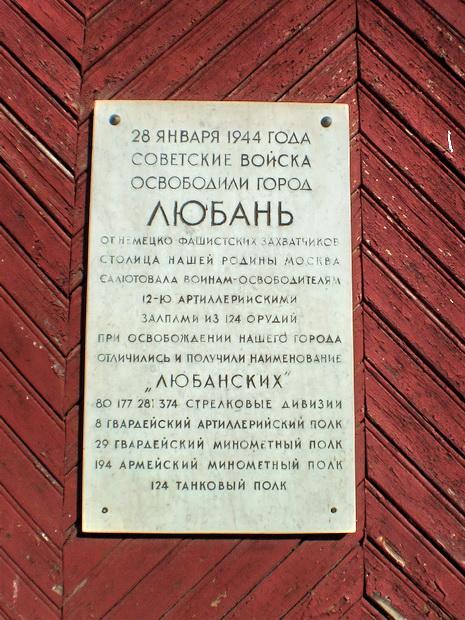 28 ЯНВАРЯ 1944 ГОДА
СОВЕТСКИЕ ВОЙСКА
ОСВОБОДИЛИ ГОРОД
ЛЮБАНЬ
ОТ НЕМЕЦКО-ФАШИСТСКИХ ЗАХВАТЧИКОВ
СТОЛИЦА НАШЕЙ РОДИНЫ МОСКВА
САЛЮТОВАЛА ВОИНАМ-ОСВОБОДИТЕЛЯМ
12-Ю АРТИЛЛЕРИЙСКИМИ
ЗАЛПАМИ ИЗ 124 ОРУДИЙ
ПРИ ОСВОБОЖДЕНИИ НАШЕГО ГОРОДА
ОТЛИЧИЛИСЬ И ПОЛУЧИЛИ НАИМЕНОВАНИЕ
„ЛЮБАНСКИХ"
80 177 281 374 СТРЕЛКОВЫЕ ДИВИЗИИ
8 ГВАРДЕЙСКИЙ АРТИЛЛЕРИЙСКИЙ ПОЛК
29 ГВАРДЕЙСКИЙ МИНОМЕТНЫЙ ПОЛК
194 АРМЕЙСКИЙ МИНОМЕТНЫЙ ПОЛК
124 ТАНКОВЫЙ ПОЛК